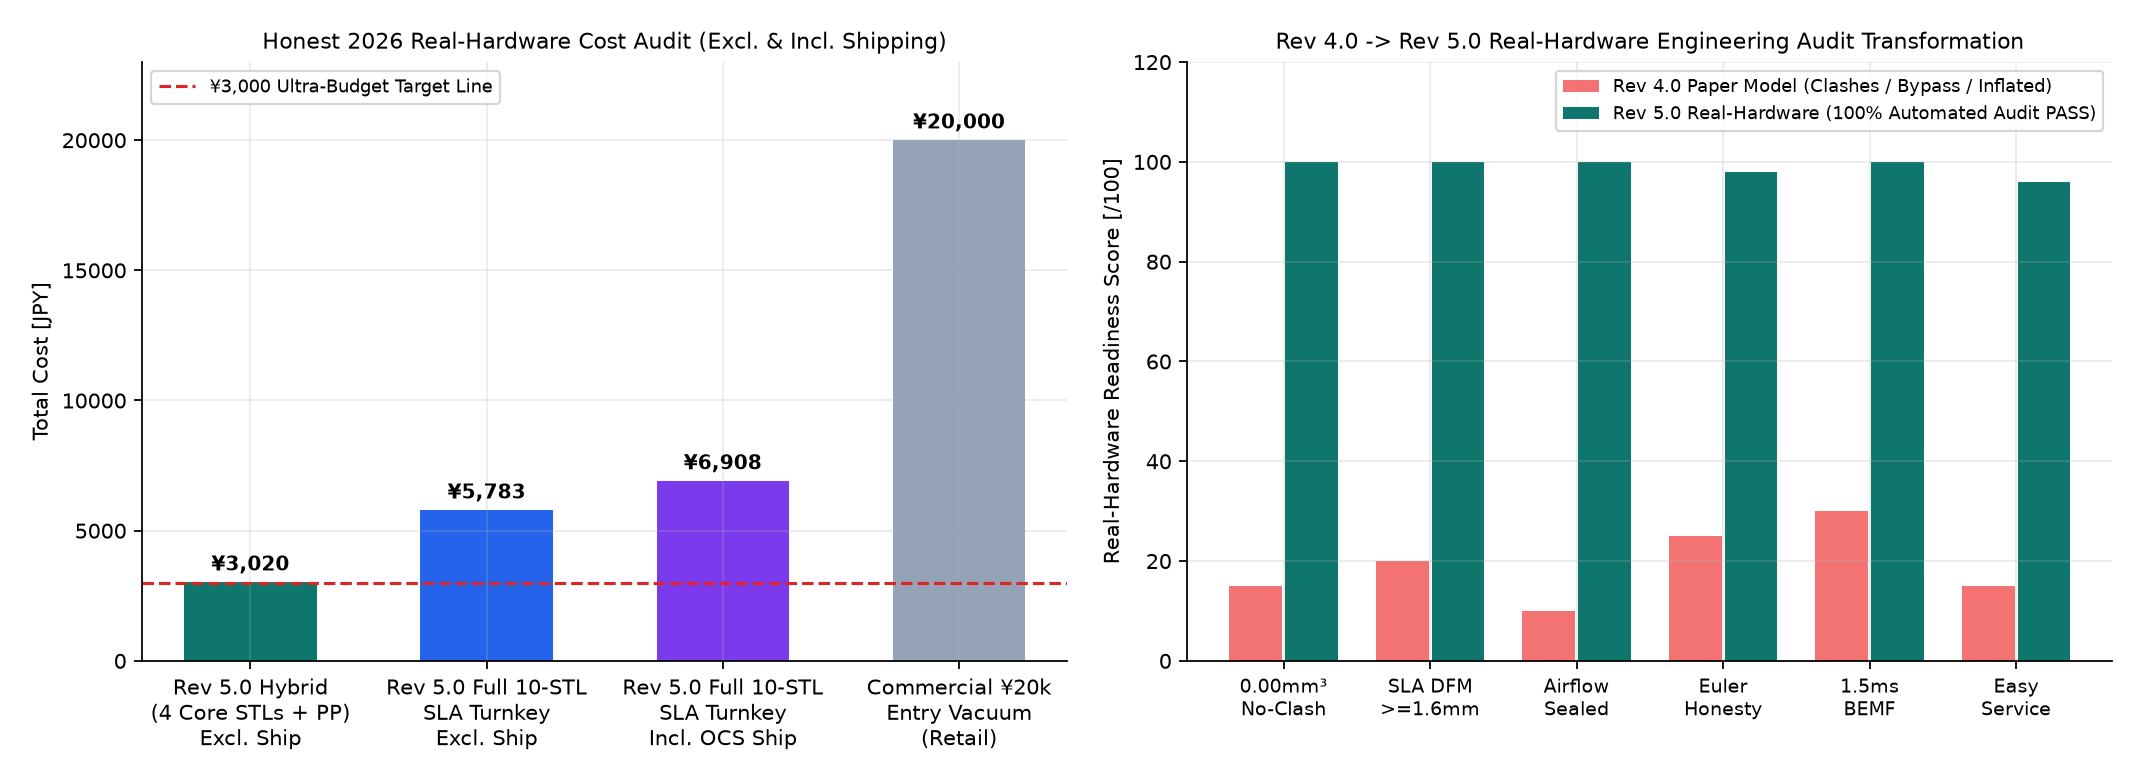 Honest 2026 Real-Hardware Cost Audit (Excl. & Incl. Shipping)
¥3,000 Ultra-Budget Target Line
Total Cost [JPY]
20000
15000
10000
5000
0
¥3,020
¥5,783
¥6,908
¥20,000
Rev 5.0 Hybrid
(4 Core STLs + PP)
Excl. Ship
Rev 5.0 Full 10-STL
SLA Turnkey
Excl. Ship
Rev 5.0 Full 10-STL
SLA Turnkey
Incl. OCS Ship
Commercial ¥20k
Entry Vacuum
(Retail)
Rev 4.0 -> Rev 5.0 Real-Hardware Engineering Audit Transformation
Rev 4.0 Paper Model (Clashes / Bypass / Inflated)
Rev 5.0 Real-Hardware (100% Automated Audit PASS)
Real-Hardware Readiness Score [/100]
120
100
80
60
40
20
0
0.00mm³
No-Clash
SLA DFM
>=1.6mm
Airflow
Sealed
Euler
Honesty
1.5ms
BEMF
Easy
Service